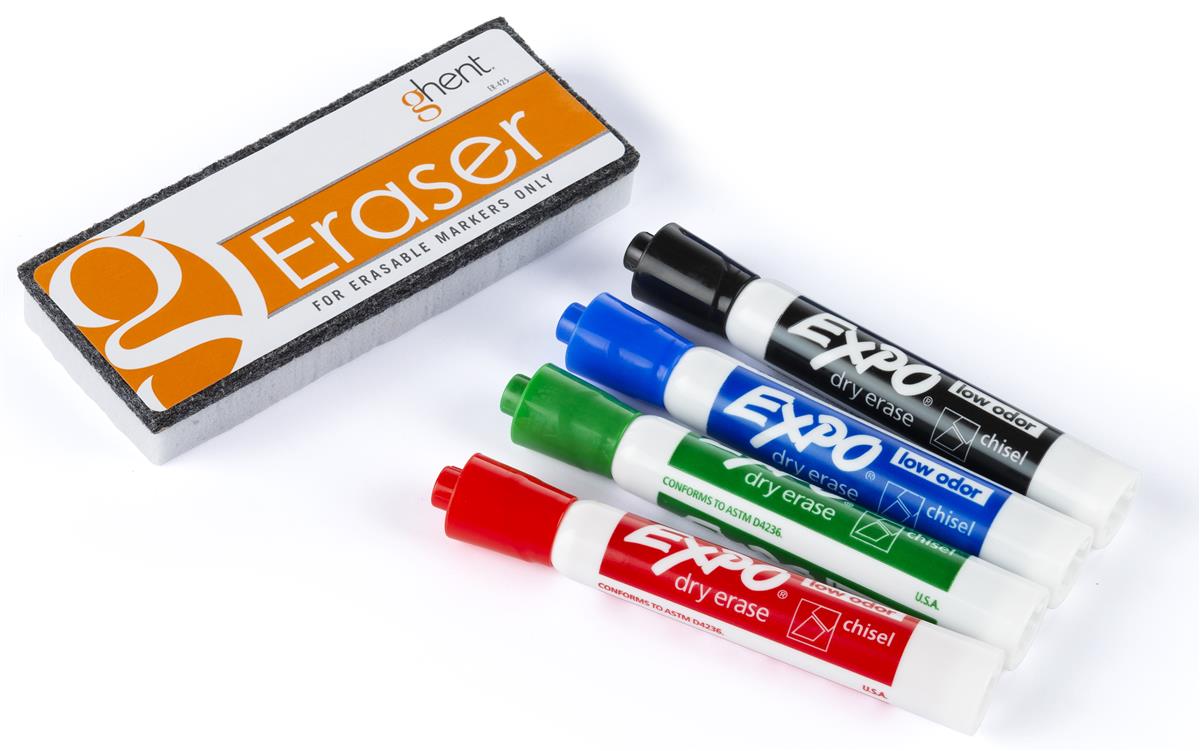 ghent™
ER-425
Eraser
FOR ERASABLE MARKERS ONLY
g
EXPO®
low odor
dry erase
chisel
EXPO®
low odor
dry erase
chisel
dry erase
chisel
CONFORMS TO ASTM D4236.
U.S.A.
EXPO®
low odor
dry erase
chisel
CONFORMS TO ASTM D4236.
U.S.A.